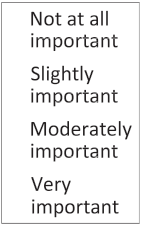 Not at all
important
Slightly
important
Moderately
important
Very
important